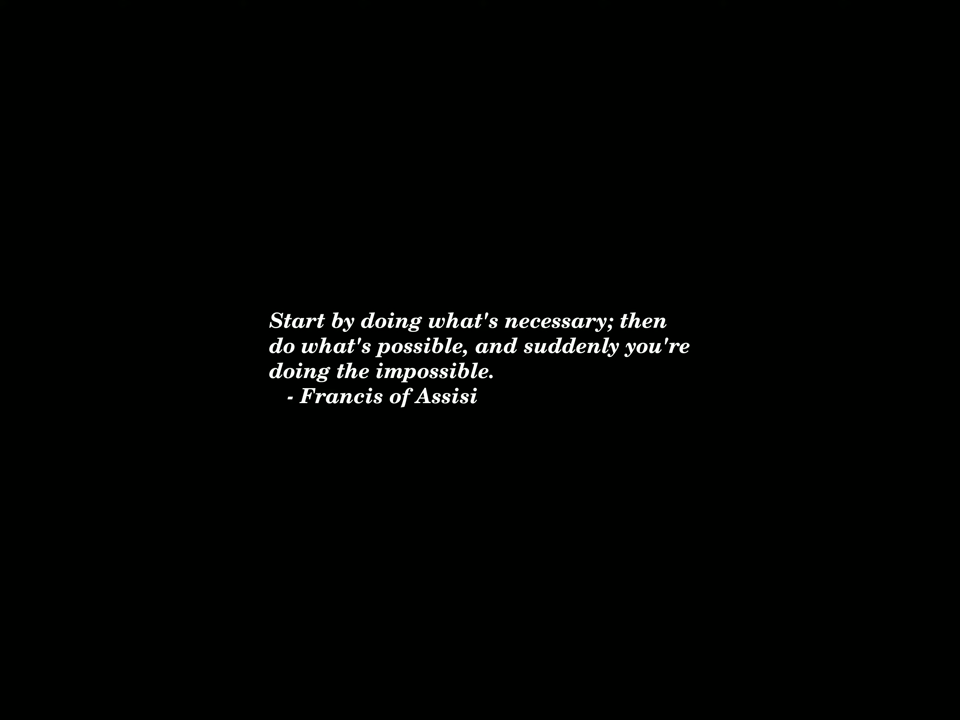 Start by doing what's necessary; then
do what's possible, and suddenly you're
doing the impossible.
- Francis of Assisi